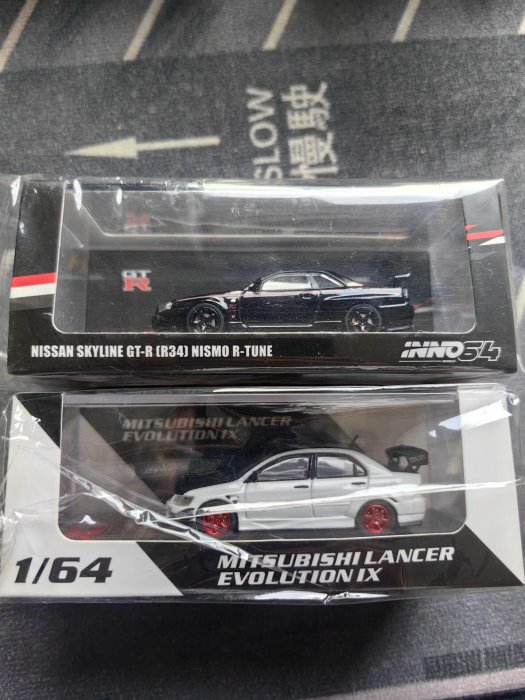 SLOW
慢駛
GT
R
NISSAN SKYLINE GT-R (R34) NISMO R-TUNE
INNO64
MITSUBISHI LANCER
EVOLUTION IX
1/64
MITSUBISHI LANCER
EVOLUTION IX